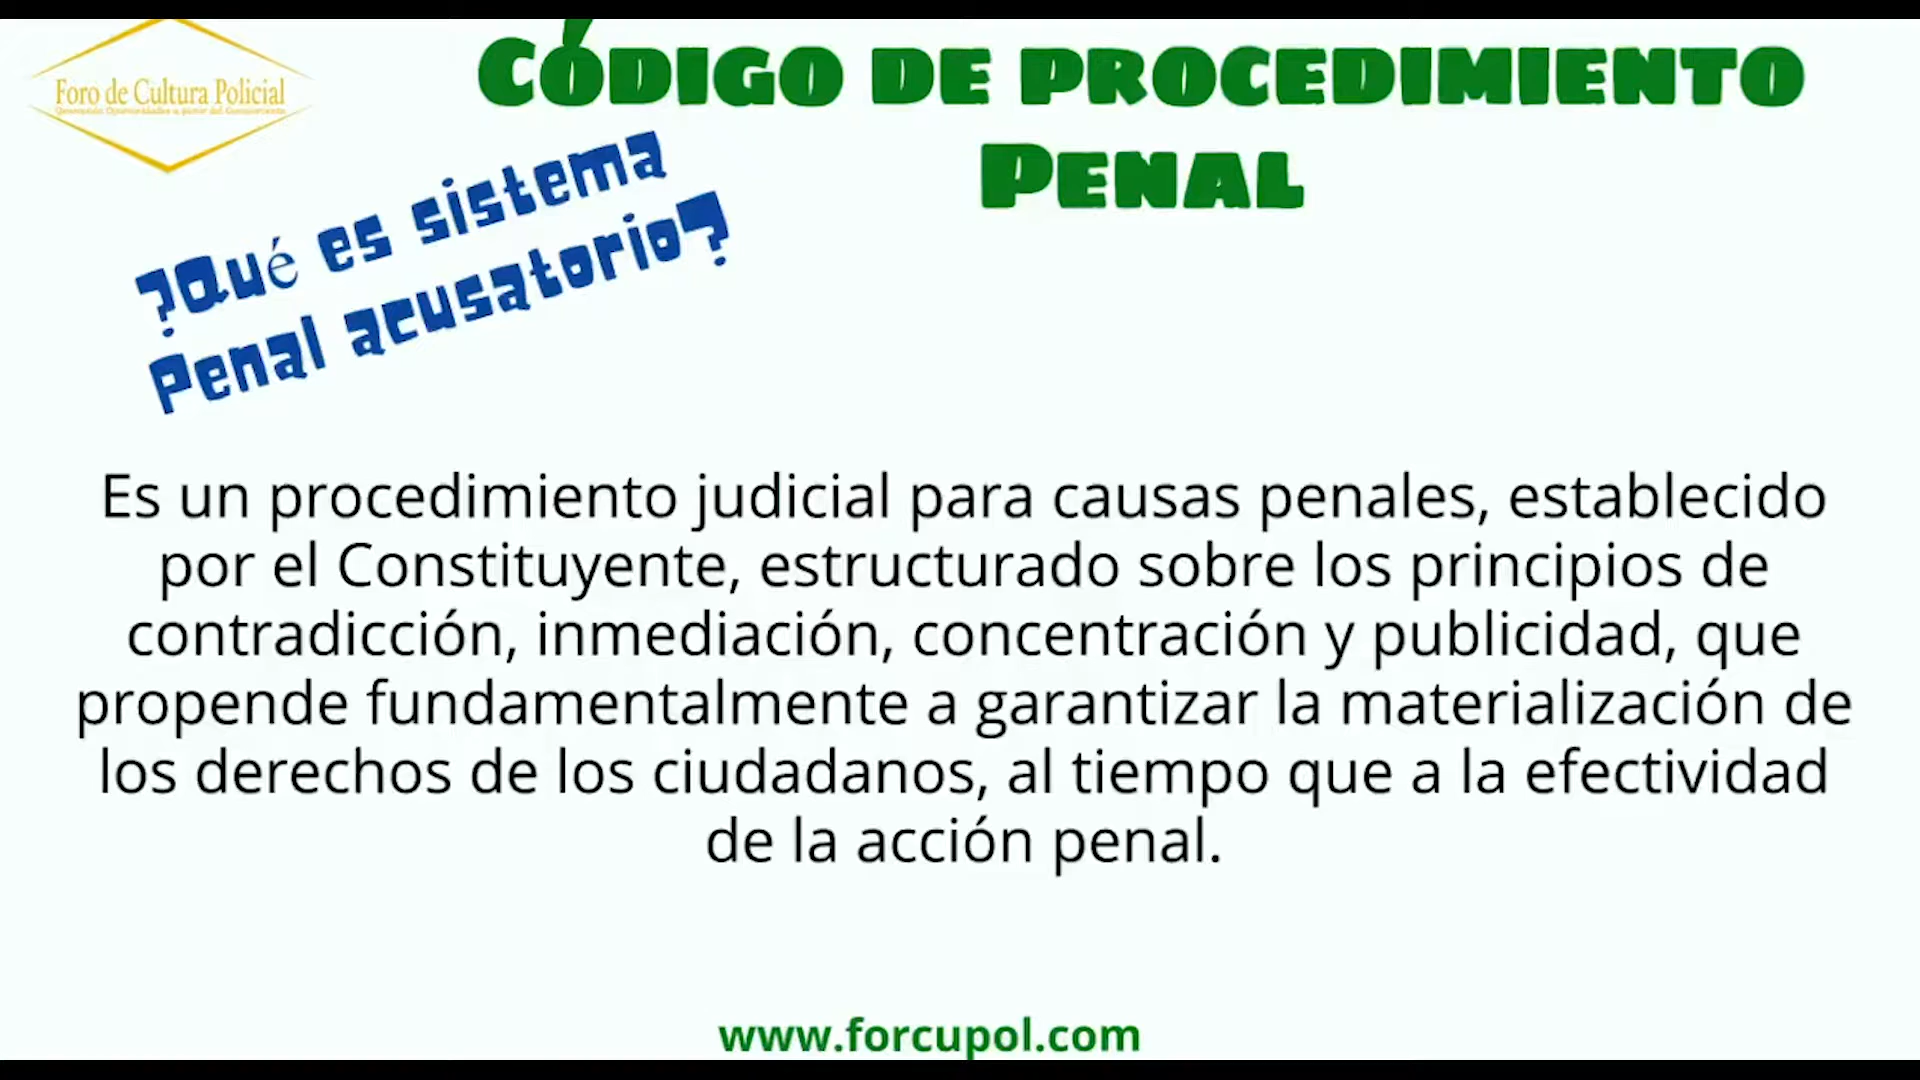 Foro de Cultura Policial
CÓDIGO DE PROCEDIMIENTO
PENAL
?Qué es sistema
Penal acusatorio?
Es un procedimiento judicial para causas penales, establecido
por el Constituyente, estructurado sobre los principios de
contradicción, inmediación, concentración y publicidad, que
propende fundamentalmente a garantizar la materialización de
los derechos de los ciudadanos, al tiempo que a la efectividad
de la acción penal.
www.forcupol.com